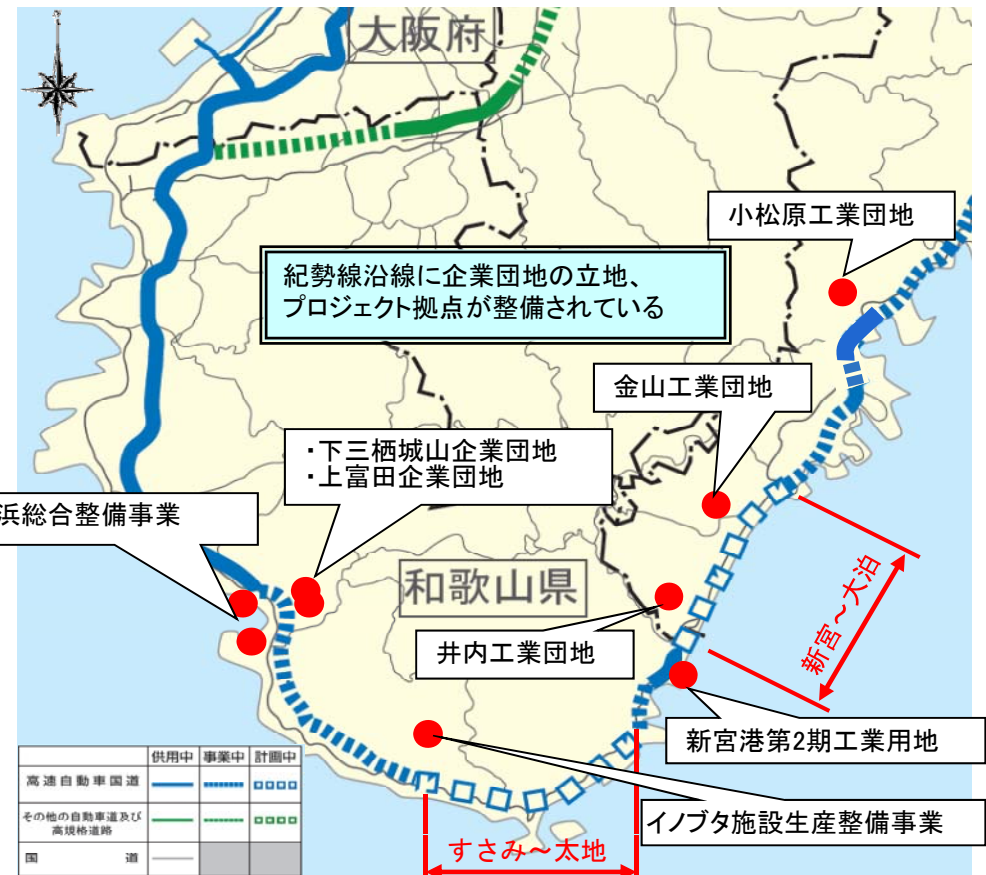 大阪府
小松原工業団地
紀勢線沿線に企業団地の立地、
プロジェクト拠点が整備されている
金山工業団地
・下三栖城山企業団地
・上富田企業団地
浜総合整備事業
和歌山県
新宮~大泊
井内工業団地
新宮港第2期工業用地
イノブタ施設生産整備事業
すさみ~太地
供用中 事業中 計画中
高速自動車国道
その他の自動車道及び
高規格道路
国道